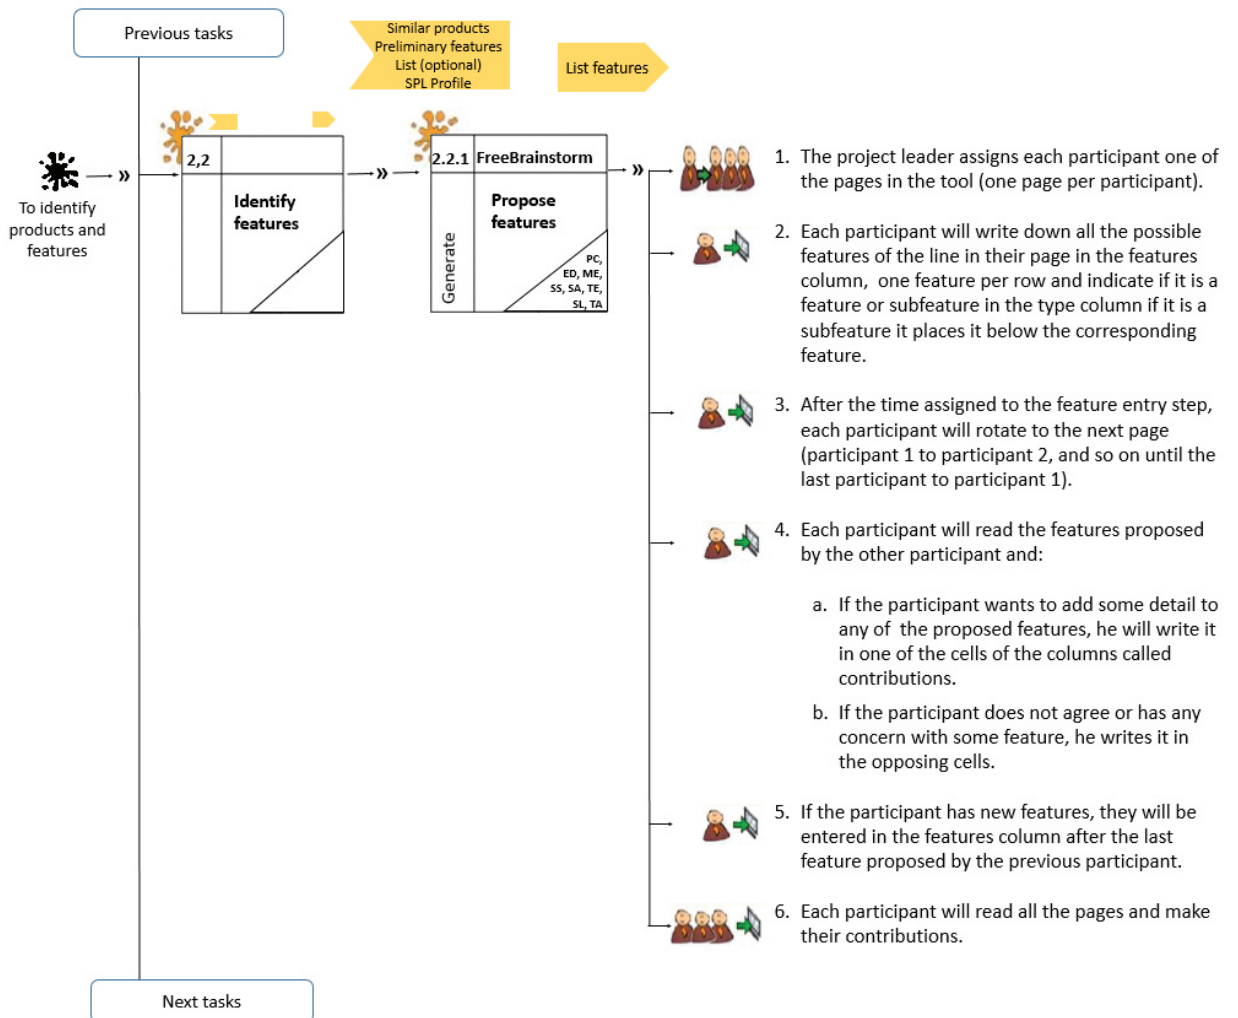 Previous tasks
Similar products
Preliminary features
List (optional)
SPL Profile
List features
To identify
products and
features
»
2,2
Identify
features
»
2.2.1 FreeBrainstorm
Propose
features
Generate
PC,
ED, ME,
SS, SA, TE,
SL, TA
»
1. The project leader assigns each participant one of
the pages in the tool (one page per participant).
2. Each participant will write down all the possible
features of the line in their page in the features
column, one feature per row and indicate if it is a
feature or subfeature in the type column if it is a
subfeature it places it below the corresponding
feature.
3. After the time assigned to the feature entry step,
each participant will rotate to the next page
(participant 1 to participant 2, and so on until the
last participant to participant 1).
4. Each participant will read the features proposed
by the other participant and:
a. If the participant wants to add some detail to
any of the proposed features, he will write it
in one of the cells of the columns called
contributions.
b. If the participant does not agree or has any
concern with some feature, he writes it in
the opposing cells.
5. If the participant has new features, they will be
entered in the features column after the last
feature proposed by the previous participant.
6. Each participant will read all the pages and make
their contributions.
Next tasks